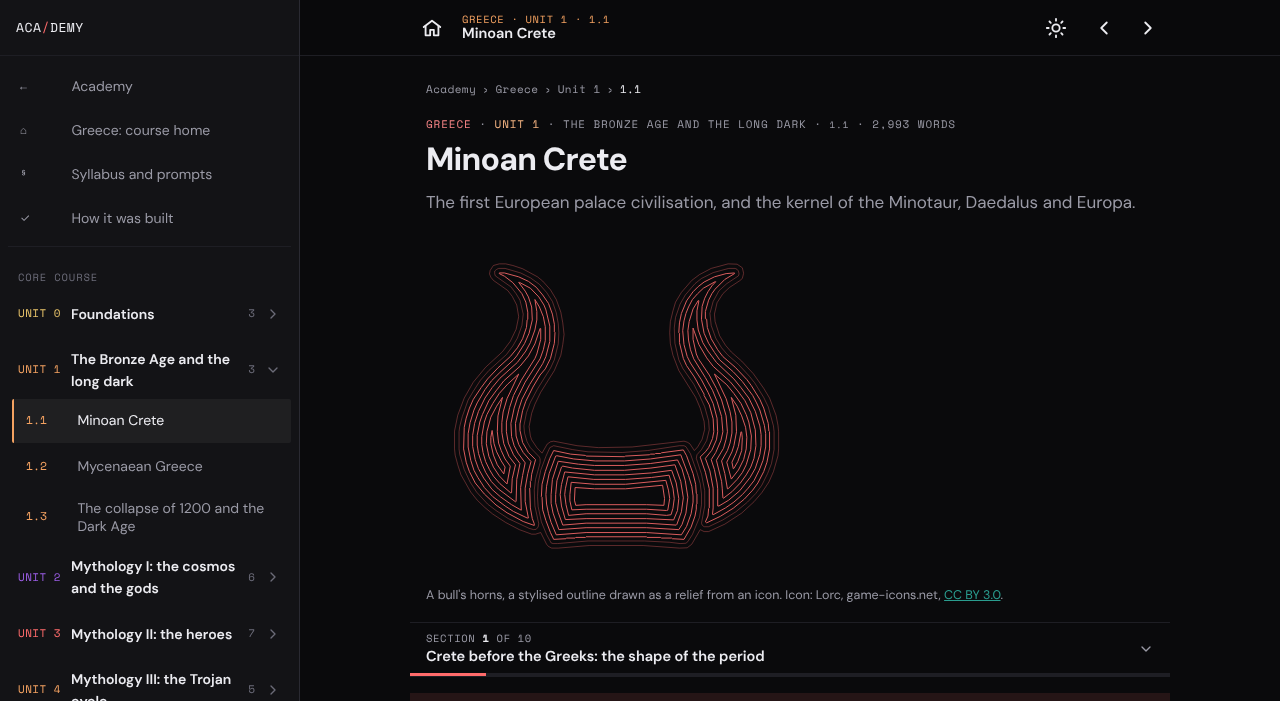 ACA/DEMY
← Academy
⌂ Greece: course home
§ Syllabus and prompts
✓ How it was built
CORE COURSE
UNIT 0 Foundations 3
UNIT 1 The Bronze Age and the long dark 3
1.1 Minoan Crete
1.2 Mycenaean Greece
1.3 The collapse of 1200 and the Dark Age
UNIT 2 Mythology I: the cosmos and the gods 6
UNIT 3 Mythology II: the heroes 7
UNIT 4 Mythology III: the Trojan cycle 5
GREECE · UNIT 1 · 1.1
Minoan Crete
Academy › Greece › Unit 1 › 1.1
GREECE · UNIT 1 · THE BRONZE AGE AND THE LONG DARK · 1.1 · 2,993 WORDS
Minoan Crete
The first European palace civilisation, and the kernel of the Minotaur, Daedalus and Europa.
A bull's horns, a stylised outline drawn as a relief from an icon. Icon: Lorc, game-icons.net, CC BY 3.0.
SECTION 1 OF 10
Crete before the Greeks: the shape of the period